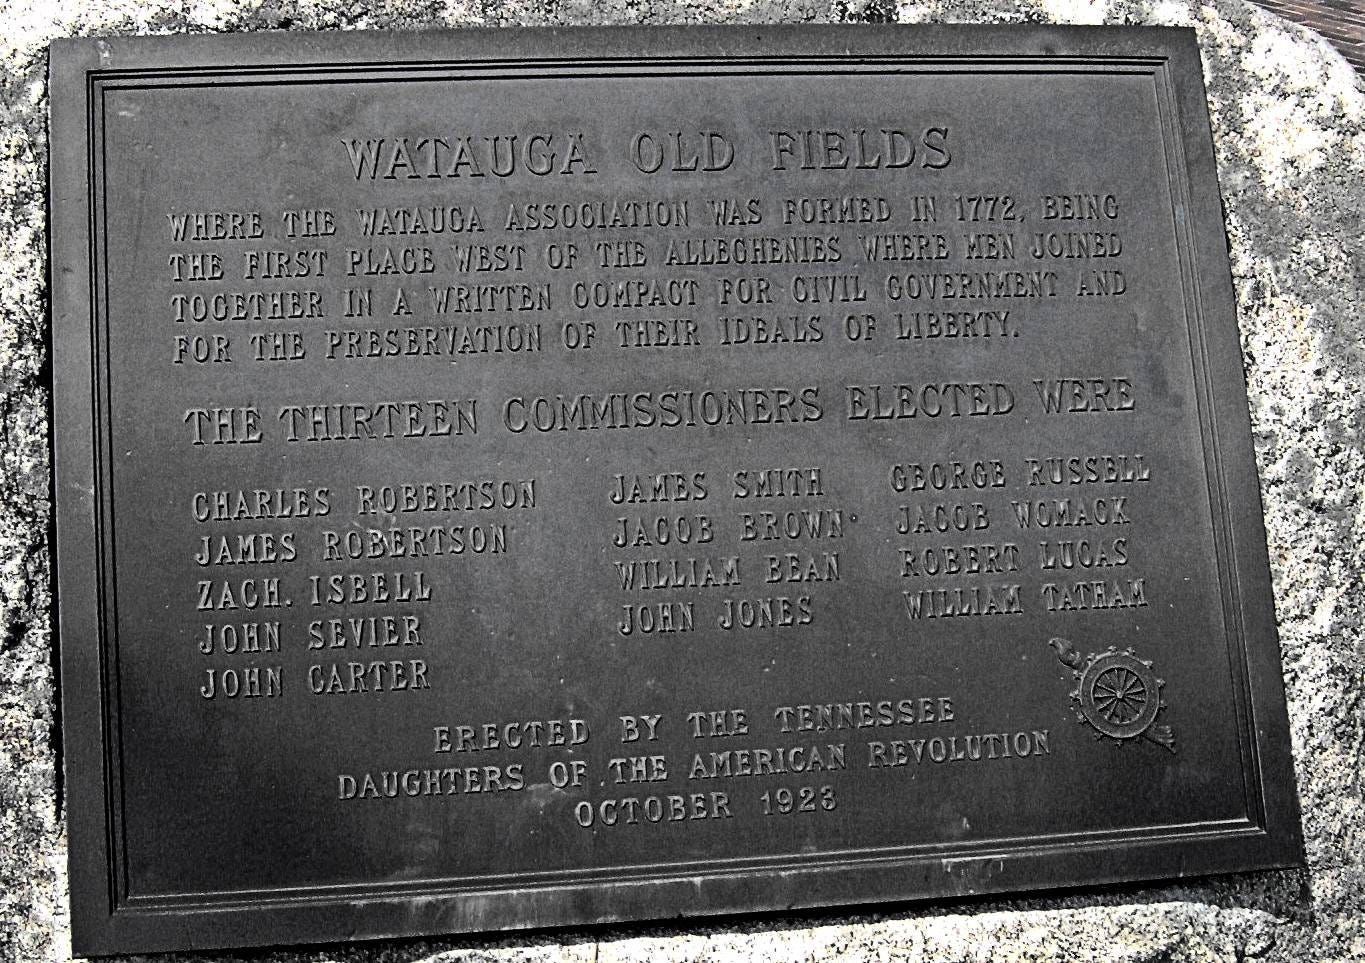 WATAUGA OLD FIELDS
WHERE THE WATAUGA ASSOCIATION WAS FORMED IN 1772, BEING
THE FIRST PLACE WEST OF THE ALLEGHENIES WHERE MEN JOINED
TOGETHER IN A WRITTEN COMPACT FOR CIVIL GOVERNMENT AND
FOR THE PRESERVATION OF THEIR IDEALS OF LIBERTY.
THE THIRTEEN COMMISSIONERS ELECTED WERE
CHARLES ROBERTSON
JAMES ROBERTSON
ZACH. ISBELL
JOHN SEVIER
JOHN CARTER
JAMES SMITH
JACOB BROWN
WILLIAM BEAN
JOHN JONES
GEORGE RUSSELL
JACOB WOMACK
ROBERT LUCAS
WILLIAM TATHAM
ERECTED BY THE TENNESSEE
DAUGHTERS OF THE AMERICAN REVOLUTION
OCTOBER 1923